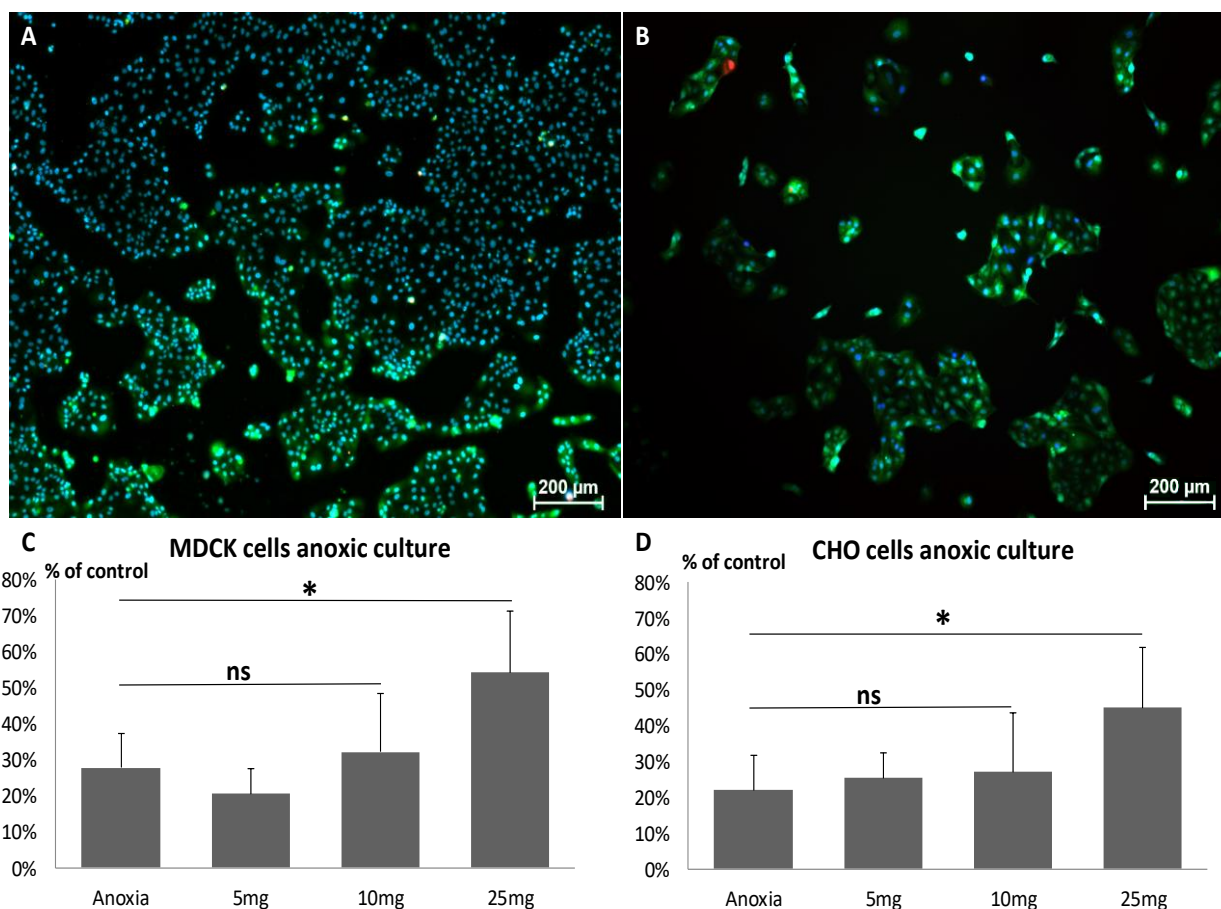 A
B
200 µm
200 µm
C
MDCK cells anoxic culture
% of control
80%
70%
60%
50%
40%
30%
20%
10%
0%
*
ns
Anoxia
5mg
10mg
25mg
D
CHO cells anoxic culture
% of control
80%
70%
60%
50%
40%
30%
20%
10%
0%
*
ns
Anoxia
5mg
10mg
25mg